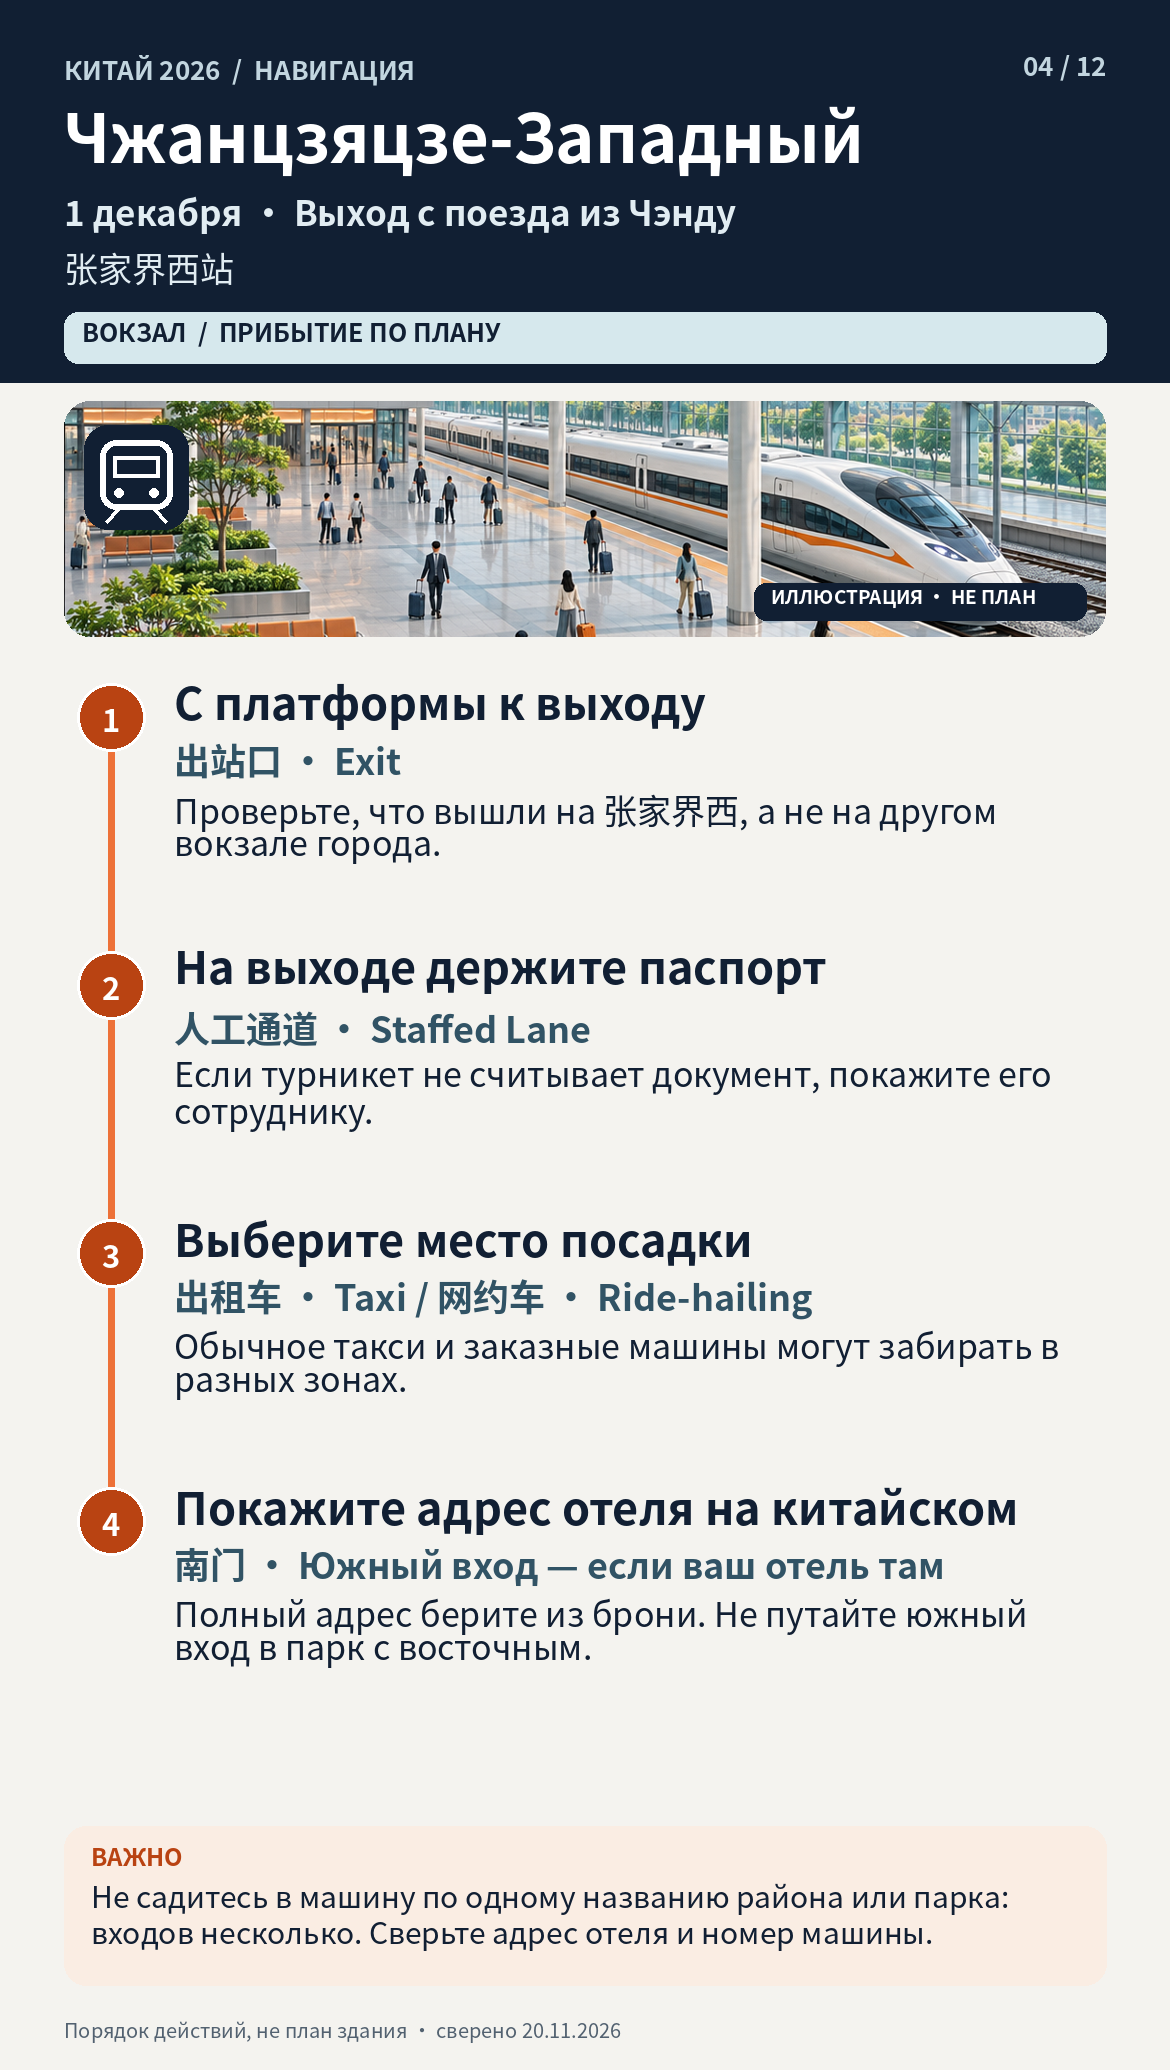 КИТАЙ 2026 / НАВИГАЦИЯ
04 / 12
Чжанцзяцзе-Западный
1 декабря • Выход с поезда из Чэнду
张家界西站
ВОКЗАЛ / ПРИБЫТИЕ ПО ПЛАНУ
ИЛЛЮСТРАЦИЯ • НЕ ПЛАН
1
С платформы к выходу
出站口 • Exit
Проверьте, что вышли на 张家界西, а не на другом
вокзале города.
2
На выходе держите паспорт
人工通道 • Staffed Lane
Если турникет не считывает документ, покажите его
сотруднику.
3
Выберите место посадки
出租车 • Taxi / 网约车 • Ride-hailing
Обычное такси и заказные машины могут забирать в
разных зонах.
4
Покажите адрес отеля на китайском
南门 • Южный вход — если ваш отель там
Полный адрес берите из брони. Не путайте южный
вход в парк с восточным.
ВАЖНО
Не садитесь в машину по одному названию района или парка:
входов несколько. Сверьте адрес отеля и номер машины.
Порядок действий, не план здания • сверено 20.11.2026